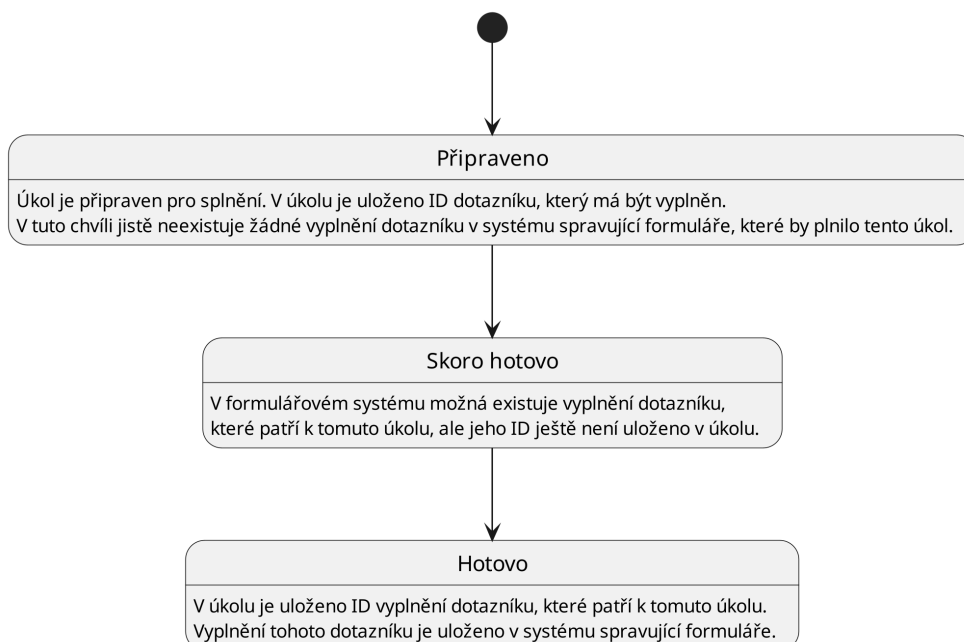 Připraveno
Úkol je připraven pro splnění. V úkolu je uloženo ID dotazníku, který má být vyplněn.
V tuto chvíli jistě neexistuje žádné vyplnění dotazníku v systému spravující formuláře, které by plnilo tento úkol.
Skoro hotovo
V formulářovém systému možná existuje vyplnění dotazníku,
které patří k tomuto úkolu, ale jeho ID ještě není uloženo v úkolu.
Hotovo
V úkolu je uloženo ID vyplnění dotazníku, které patří k tomuto úkolu.
Vyplnění tohoto dotazníku je uloženo v systému spravující formuláře.